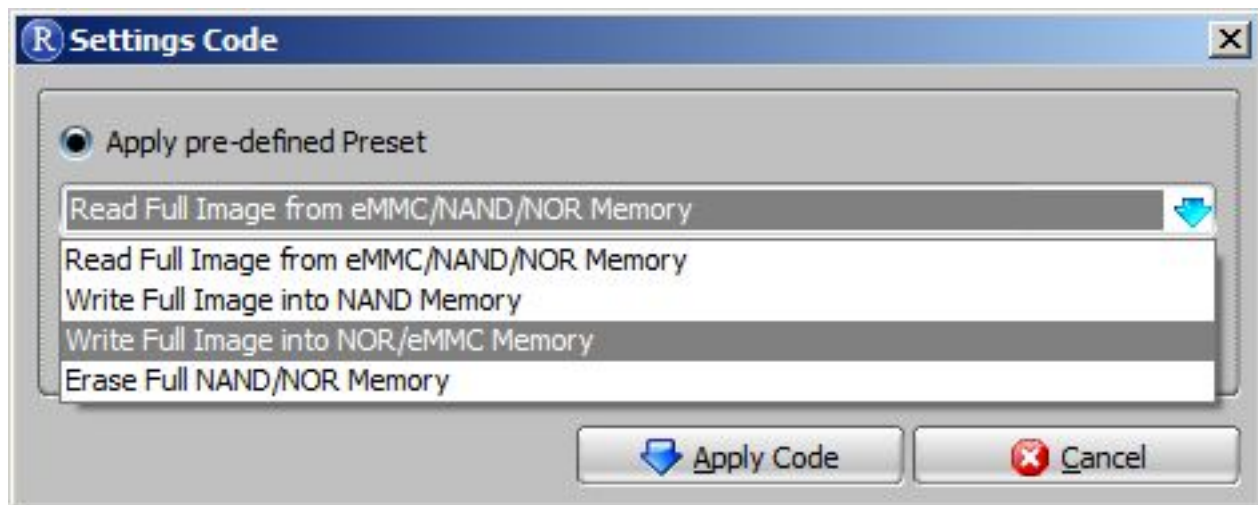 R Settings Code
Apply pre-defined Preset
Read Full Image from eMMC/NAND/NOR Memory
Read Full Image from eMMC/NAND/NOR Memory
Write Full Image into NAND Memory
Write Full Image into NOR/eMMC Memory
Erase Full NAND/NOR Memory
Apply Code Cancel